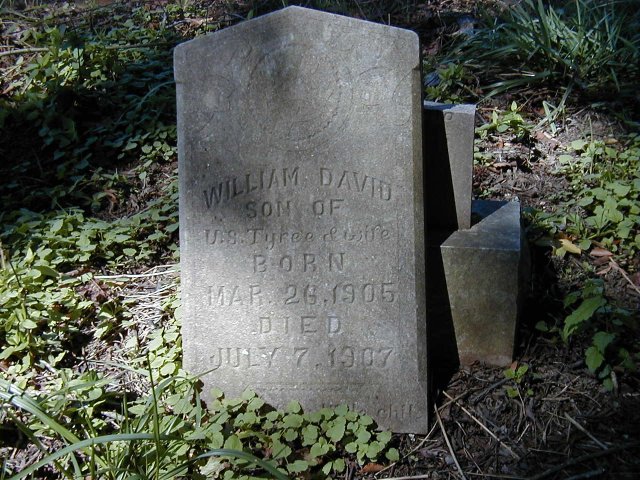 WILLIAM DAVID
SON OF
U.S. Tyree & wife
BORN
MAR. 26, 1905
DIED
JULY 7, 1907